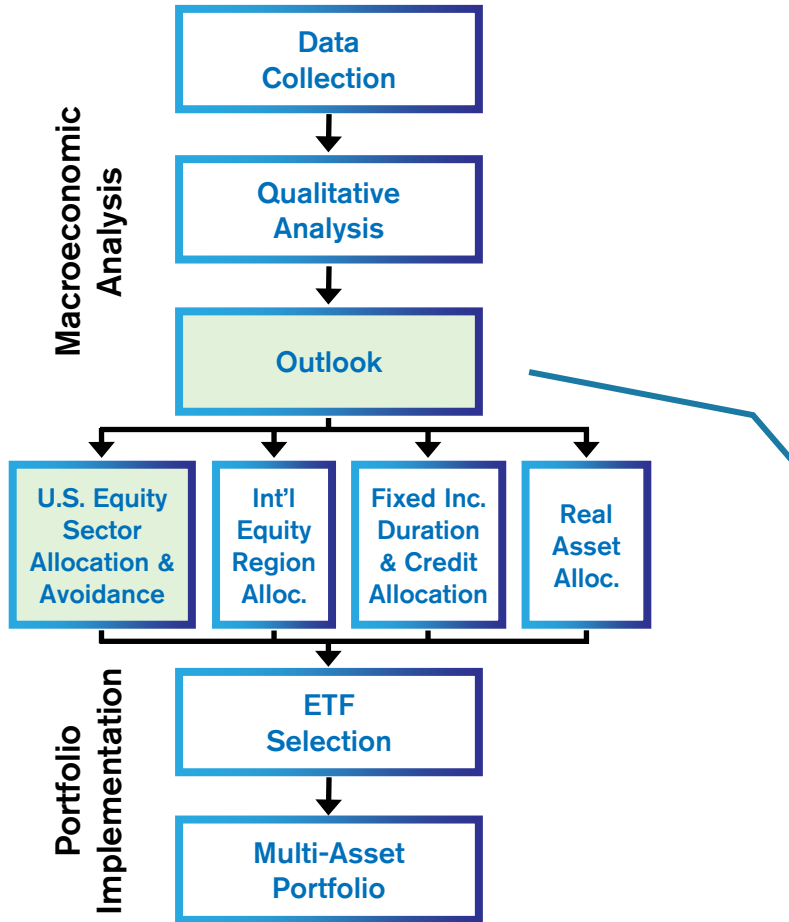 Macroeconomic
Analysis
Data
Collection
Qualitative
Analysis
Outlook
U.S. Equity
Sector
Allocation &
Avoidance
Int'l
Equity
Region
Alloc.
Fixed Inc.
Duration
& Credit
Allocation
Real
Asset
Alloc.
Portfolio
Implementation
ETF
Selection
Multi-Asset
Portfolio